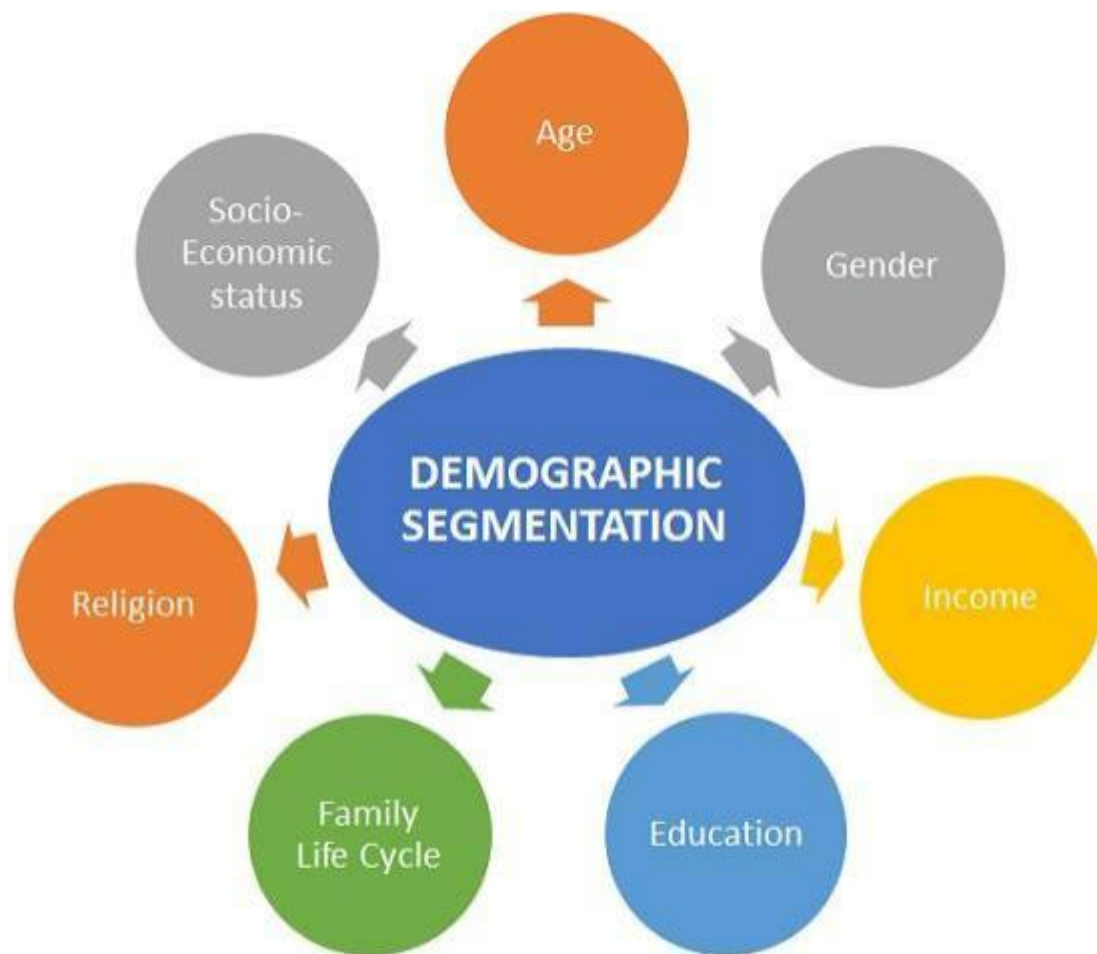 Age
Socio-
Economic
status
Gender
DEMOGRAPHIC
SEGMENTATION
Religion
Income
Family
Life Cycle
Education